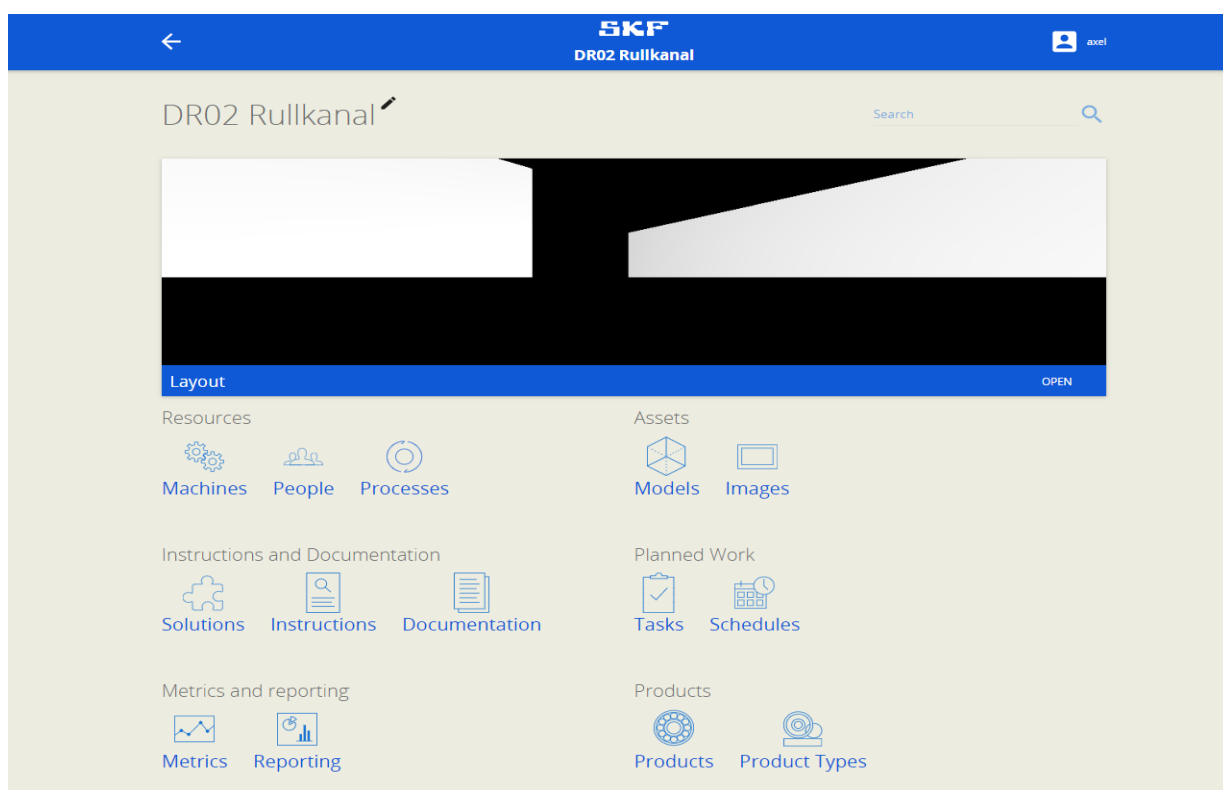 SKF
DR02 Rullkanal
axel
DR02 Rullkanal
Search
Layout
OPEN
Resources
Machines People Processes
Assets
Models Images
Instructions and Documentation
Solutions Instructions Documentation
Planned Work
Tasks Schedules
Metrics and reporting
Metrics Reporting
Products
Products Product Types